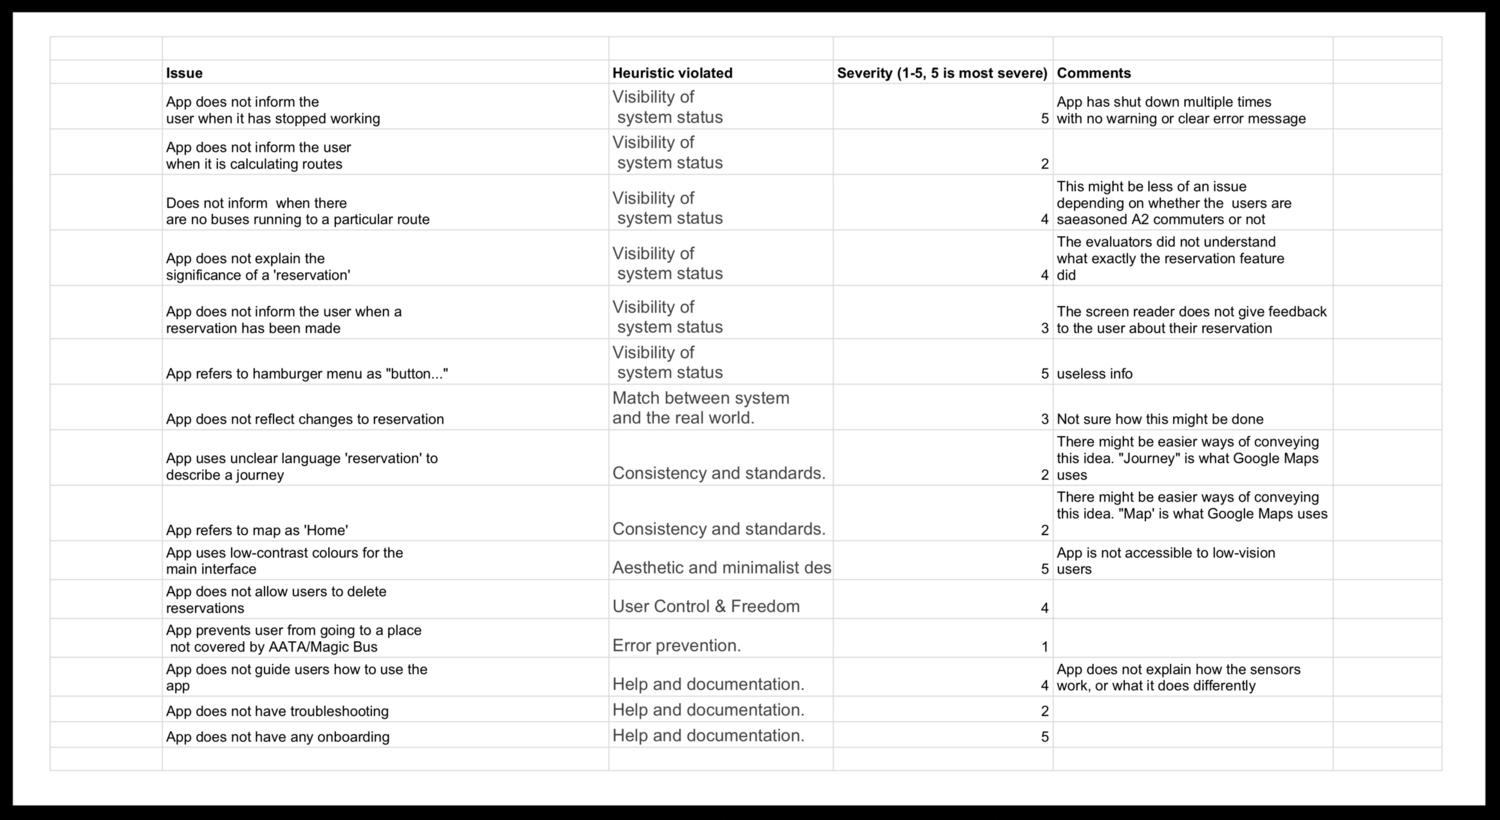 Issue Heuristic violated Severity (1-5, 5 is most severe) Comments
App does not inform the
user when it has stopped working
Visibility of
system status
5
App has shut down multiple times
with no warning or clear error message
App does not inform the user
when it is calculating routes
Visibility of
system status
2
Does not inform  when there
are no buses running to a particular route
Visibility of
system status
4
This might be less of an issue
depending on whether the  users are
saeasoned A2 commuters or not
App does not explain the
significance of a 'reservation'
Visibility of
system status
4
The evaluators did not understand
what exactly the reservation feature
did
App does not inform the user when a
reservation has been made
Visibility of
system status
3
The screen reader does not give feedback
to the user about their reservation
App refers to hamburger menu as "button..."
Visibility of
system status
5
useless info
App does not reflect changes to reservation
Match between system
and the real world.
3
Not sure how this might be done
App uses unclear language 'reservation' to
describe a journey
Consistency and standards.
2
There might be easier ways of conveying
this idea. "Journey" is what Google Maps
uses
App refers to map as 'Home'
Consistency and standards.
2
There might be easier ways of conveying
this idea. "Map' is what Google Maps uses
App uses low-contrast colours for the
main interface
Aesthetic and minimalist des
5
App is not accessible to low-vision
users
App does not allow users to delete
reservations
User Control & Freedom
4
App prevents user from going to a place
not covered by AATA/Magic Bus
Error prevention.
1
App does not guide users how to use the
app
Help and documentation.
4
App does not explain how the sensors
work, or what it does differently
App does not have troubleshooting
Help and documentation.
2
App does not have any onboarding
Help and documentation.
5